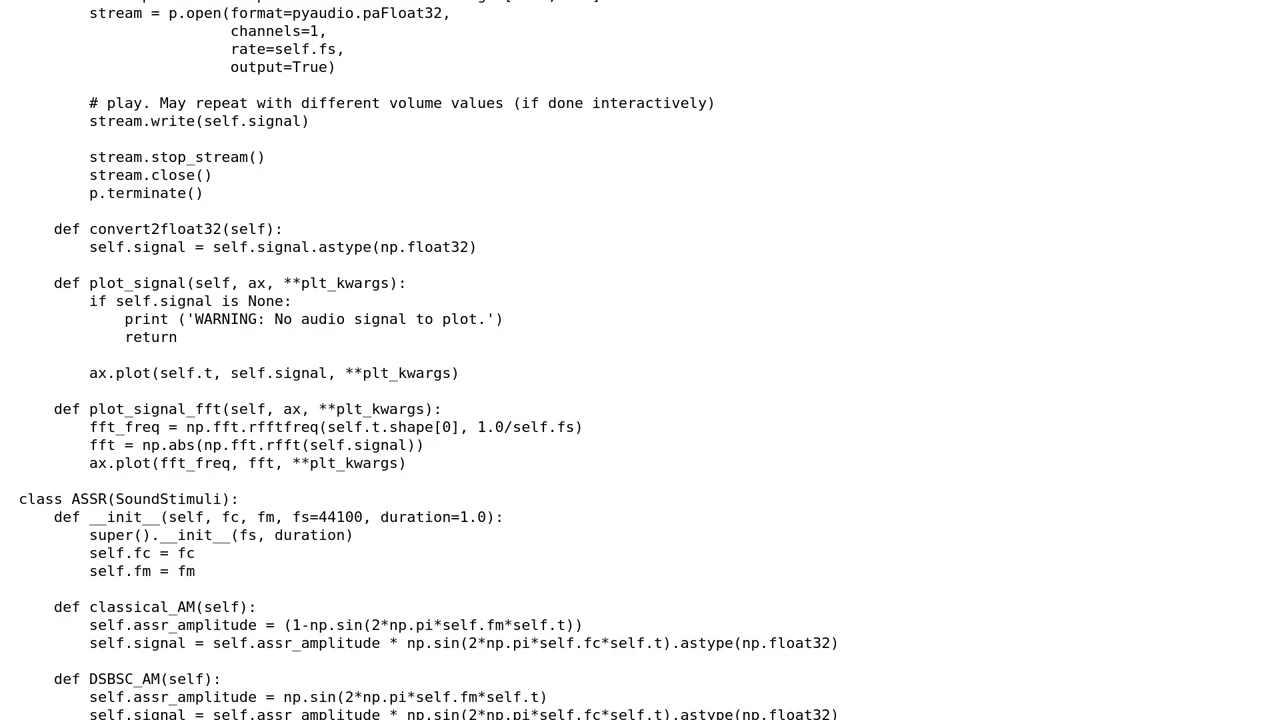 stream = p.open(format=pyaudio.paFloat32,
channels=1,
rate=self.fs,
output=True)
# play. May repeat with different volume values (if done interactively)
stream.write(self.signal)
stream.stop_stream()
stream.close()
p.terminate()
def convert2float32(self):
self.signal = self.signal.astype(np.float32)
def plot_signal(self, ax, **plt_kwargs):
if self.signal is None:
print ('WARNING: No audio signal to plot.')
return
ax.plot(self.t, self.signal, **plt_kwargs)
def plot_signal_fft(self, ax, **plt_kwargs):
fft_freq = np.fft.rfftfreq(self.t.shape[0], 1.0/self.fs)
fft = np.abs(np.fft.rfft(self.signal))
ax.plot(fft_freq, fft, **plt_kwargs)
class ASSR(SoundStimuli):
def __init__(self, fc, fm, fs=44100, duration=1.0):
super().__init__(fs, duration)
self.fc = fc
self.fm = fm
def classical_AM(self):
self.assr_amplitude = (1-np.sin(2*np.pi*self.fm*self.t))
self.signal = self.assr_amplitude * np.sin(2*np.pi*self.fc*self.t).astype(np.float32)
def DSBSC_AM(self):
self.assr_amplitude = np.sin(2*np.pi*self.fm*self.t)
self.signal = self.assr_amplitude * np.sin(2*np.pi*self.fc*self.t).astype(np.float32)